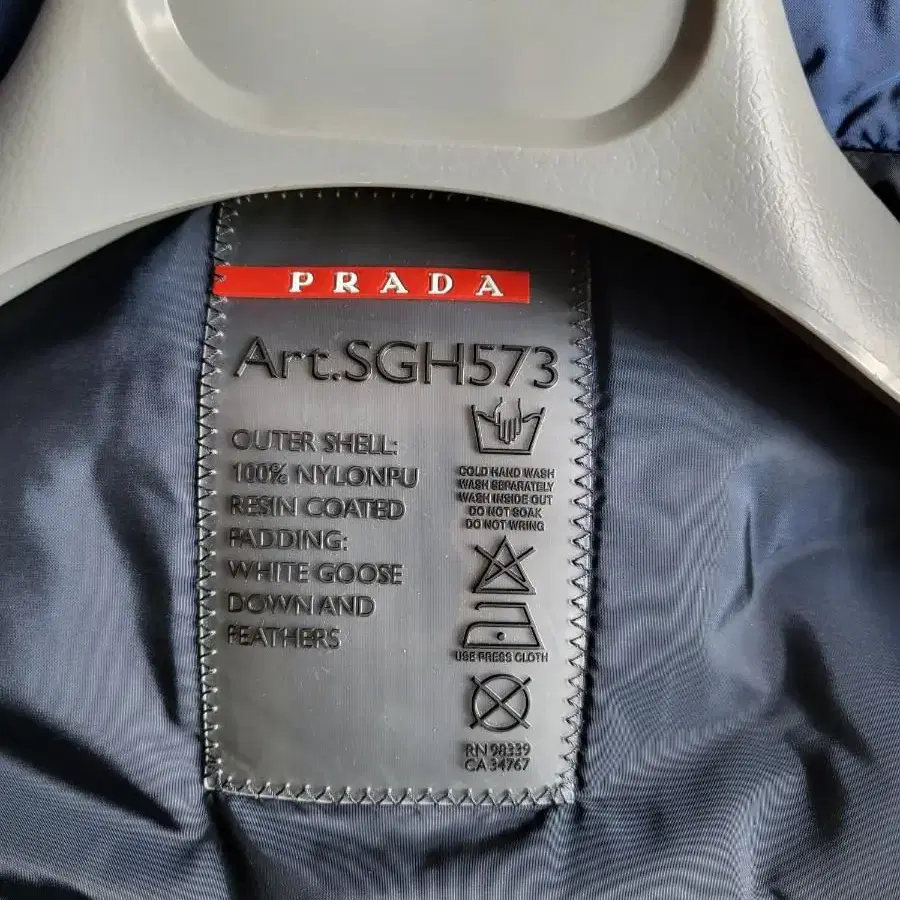 PRADA
Art.SGH573
OUTER SHELL:
100% NYLONPU
RESIN COATED
PADDING:
WHITE GOOSE
DOWN AND
FEATHERS
COLD HAND WASH
WASH SEPARATELY
WASH INSIDE OUT
DO NOT SOAK
DO NOT WRING
USE PRESS CLOTH
RN 98339
CA 34767